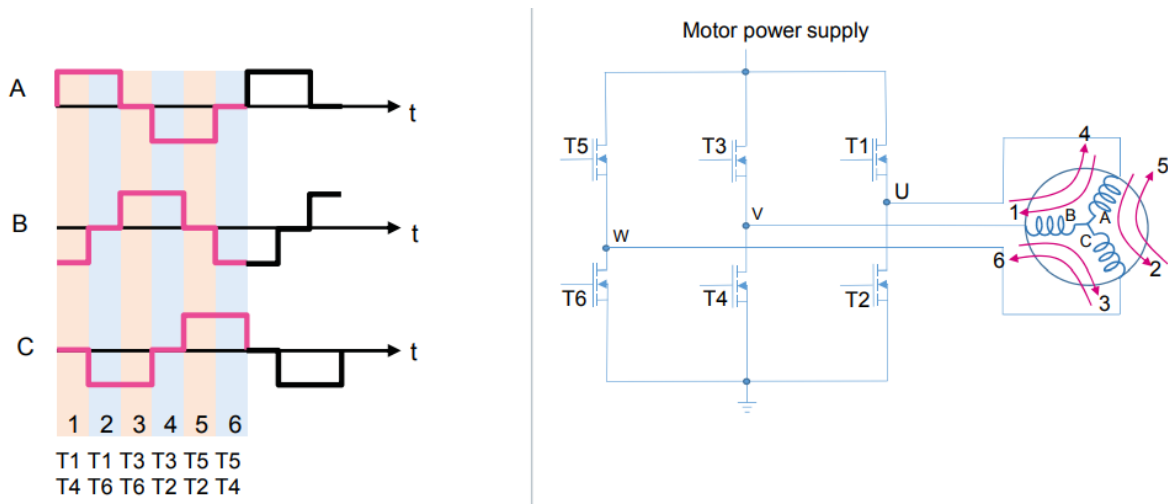 A
t
B
t
C
t
1 2 3 4 5 6
T1 T1 T3 T3 T5 T5
T4 T6 T6 T2 T2 T4
Motor power supply
T5
T3
T1
U
V
W
T6
T4
T2
4
5
1
B
A
C
6
2
3